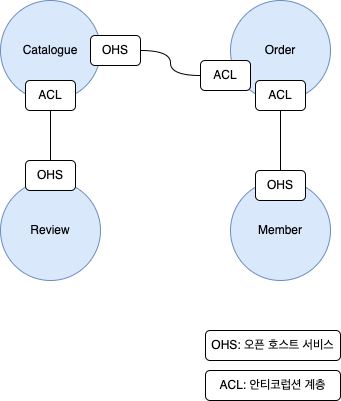 Catalogue
OHS
Order
ACL
ACL
ACL
OHS
OHS
Review
Member
OHS: 오픈 호스트 서비스
ACL: 안티코럽션 계층